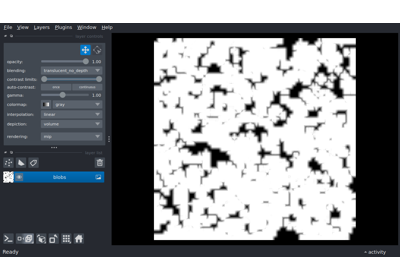 File View Layers Plugins Window Help
opacity: 1.00
blending: translucent_no_depth
contrast limits:
auto-contrast: once continuous
gamma: 1.00
colormap: gray
interpolation: linear
depiction: volume
rendering: mip
blobs
Ready
activity